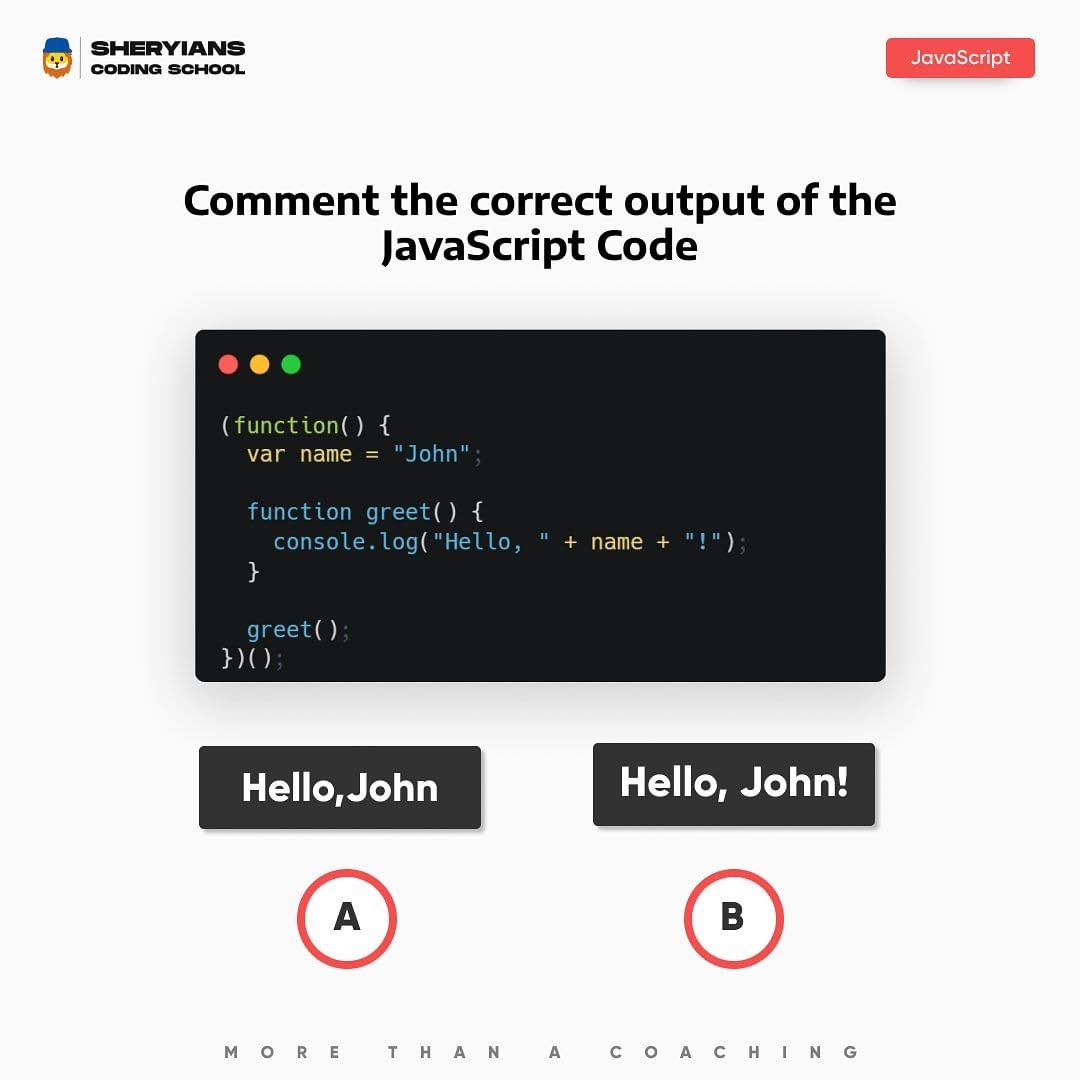 SHERYIANS
CODING SCHOOL
JavaScript
Comment the correct output of the
JavaScript Code
(function() {
  var name = "John";
  function greet() {
    console.log("Hello, " + name + "!");
  }
  greet();
})();
Hello,John
Hello, John!
A
B
MORE THAN A COACHING